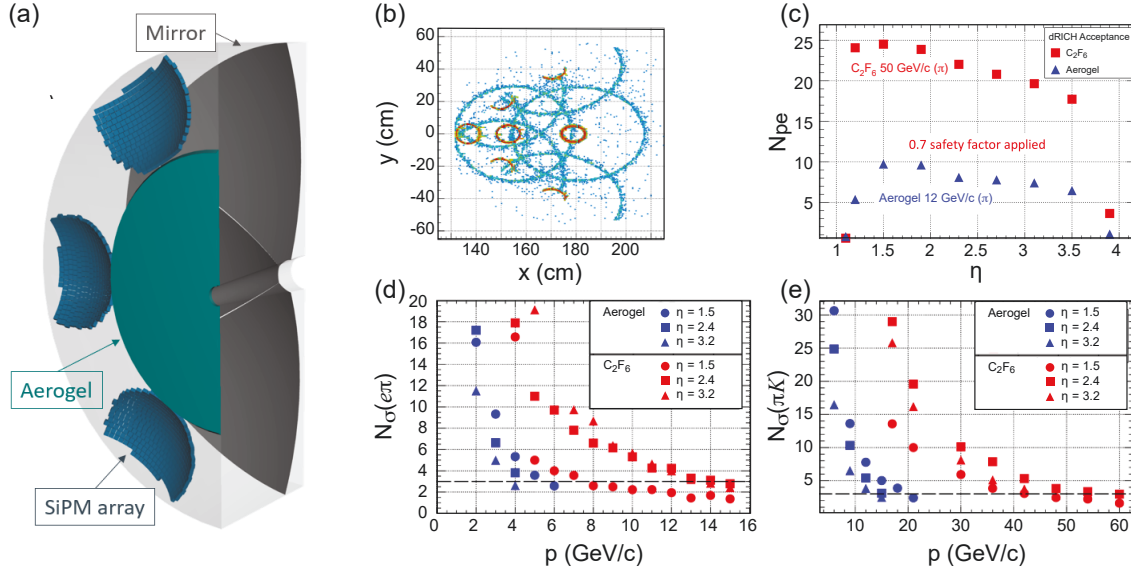 (a)
Mirror
Aerogel
SiPM array
(b)
y (cm)
60
40
20
0
-20
-40
-60
140 160 180 200
x (cm)
(c)
Npe
25
20
15
10
5
dRICH Acceptance
C₂F₆
Aerogel
C₂F₆ 50 GeV/c (π)
0.7 safety factor applied
Aerogel 12 GeV/c (π)
1 1.5 2 2.5 3 3.5 4
η
(d)
Nσ(eπ)
20
18
16
14
12
10
8
6
4
2
0
Aerogel
η = 1.5
η = 2.4
η = 3.2
C₂F₆
η = 1.5
η = 2.4
η = 3.2
0 2 4 6 8 10 12 14 16
p (GeV/c)
(e)
Nσ(πK)
30
25
20
15
10
5
Aerogel
η = 1.5
η = 2.4
η = 3.2
C₂F₆
η = 1.5
η = 2.4
η = 3.2
10 20 30 40 50 60
p (GeV/c)